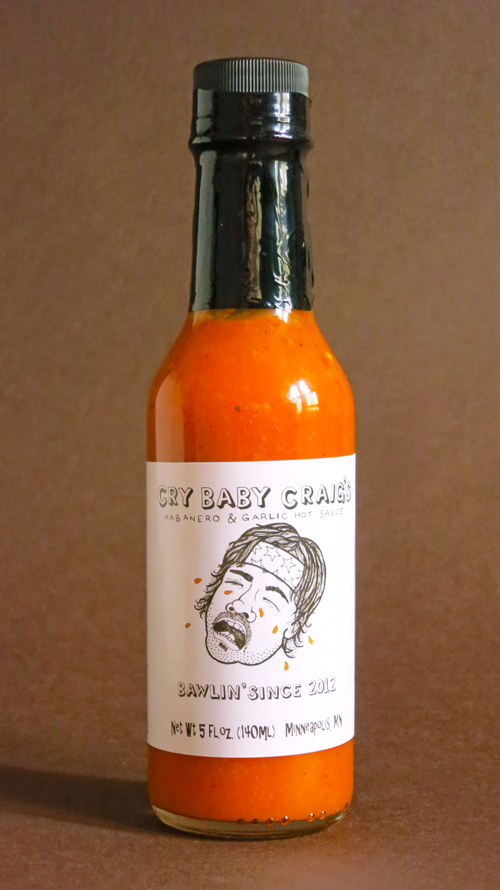 CRY BABY CRAIG'S
HABANERO & GARLIC HOT SAUCE
BAWLIN' SINCE 2012
Net Wt 5 FL oz. (140ML) Minneapolis, MN